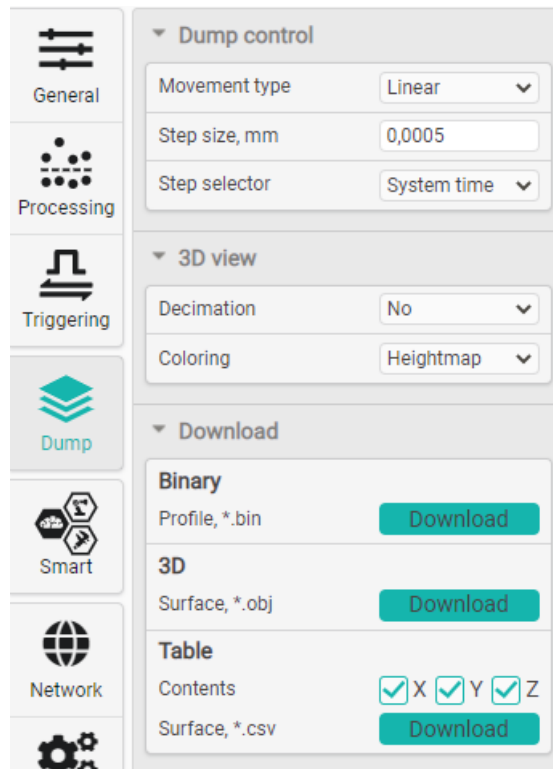 General
Processing
Triggering
Dump
Smart
Network
Dump control
Movement type Linear
Step size, mm 0,0005
Step selector System time
3D view
Decimation No
Coloring Heightmap
Download
Binary
Profile, *.bin Download
3D
Surface, *.obj Download
Table
Contents X Y Z
Surface, *.csv Download